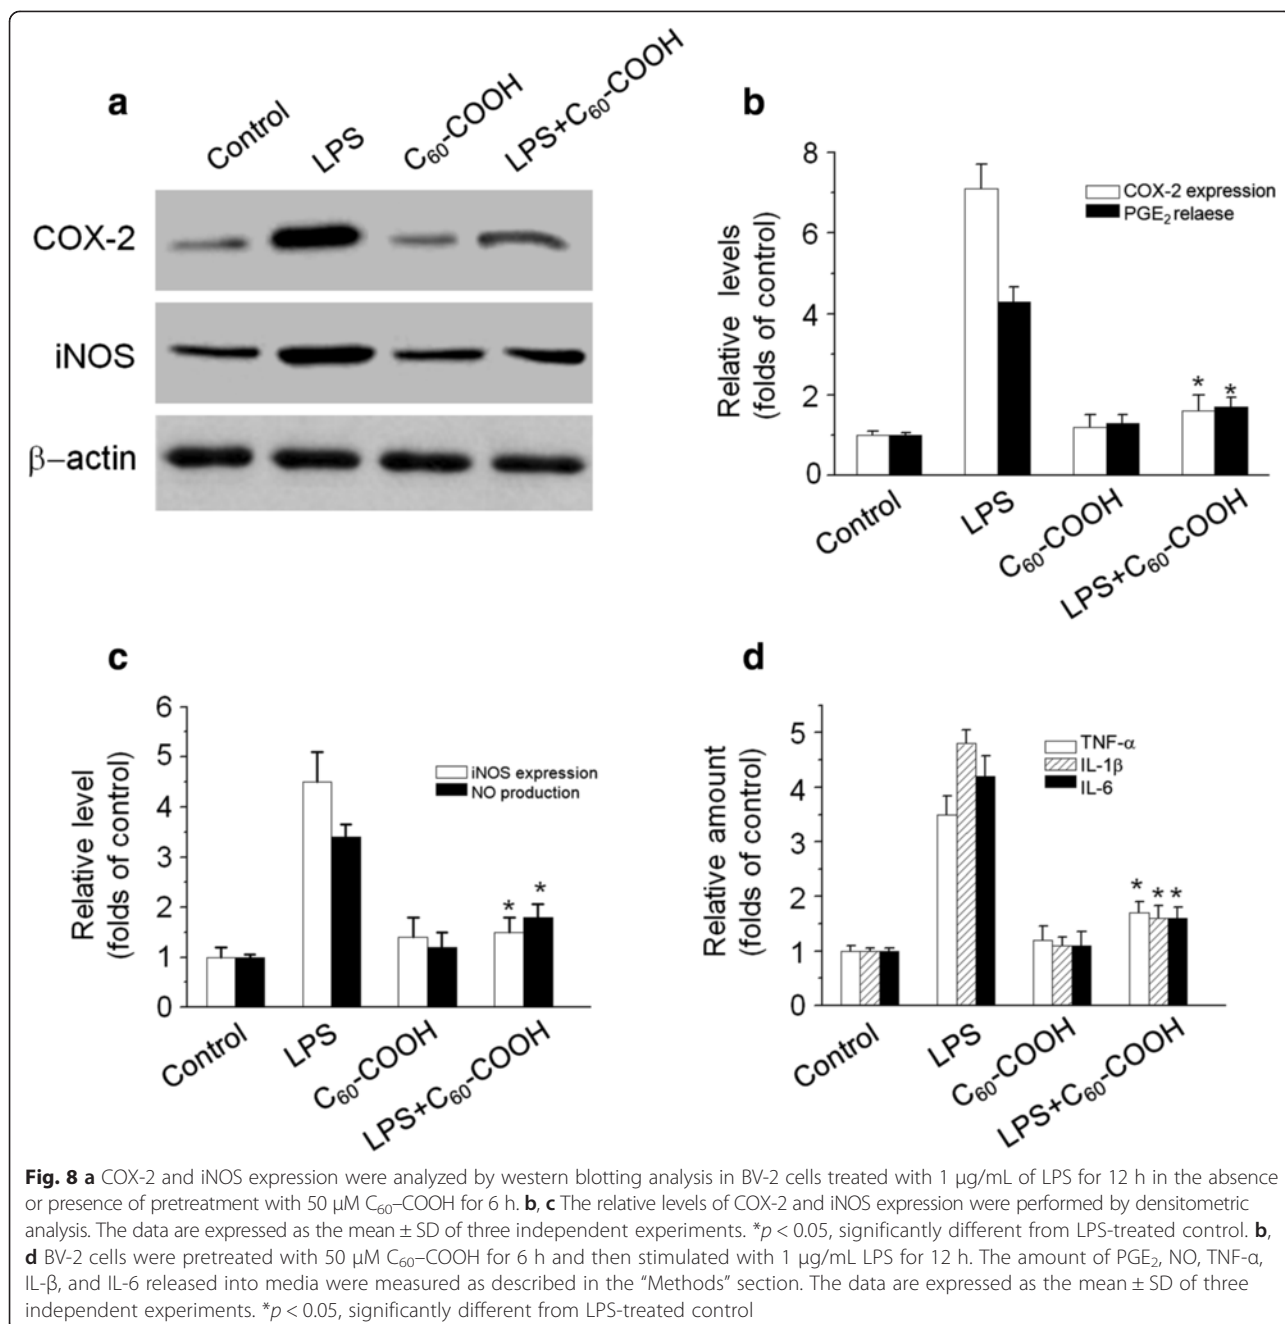 a
Control
LPS
C₆₀-COOH
LPS+C₆₀-COOH
COX-2
iNOS
β–actin
b
Relative levels
(folds of control)
8
6
4
2
0
COX-2 expression
PGE₂ relaese
*
*
Control
LPS
C₆₀-COOH
LPS+C₆₀-COOH
c
Relative level
(folds of control)
6
5
4
3
2
1
0
iNOS expression
NO production
*
*
Control
LPS
C₆₀-COOH
LPS+C₆₀-COOH
d
Relative amount
(folds of control)
5
4
3
2
1
0
TNF-α
IL-1β
IL-6
* * *
Control
LPS
C₆₀-COOH
LPS+C₆₀-COOH
Fig. 8 a COX-2 and iNOS expression were analyzed by western blotting analysis in BV-2 cells treated with 1 μg/mL of LPS for 12 h in the absence
or presence of pretreatment with 50 μM C₆₀–COOH for 6 h. b, c The relative levels of COX-2 and iNOS expression were performed by densitometric
analysis. The data are expressed as the mean ± SD of three independent experiments. *p < 0.05, significantly different from LPS-treated control. b,
d BV-2 cells were pretreated with 50 μM C₆₀–COOH for 6 h and then stimulated with 1 μg/mL LPS for 12 h. The amount of PGE₂, NO, TNF-α,
IL-β, and IL-6 released into media were measured as described in the “Methods” section. The data are expressed as the mean ± SD of three
independent experiments. *p < 0.05, significantly different from LPS-treated control